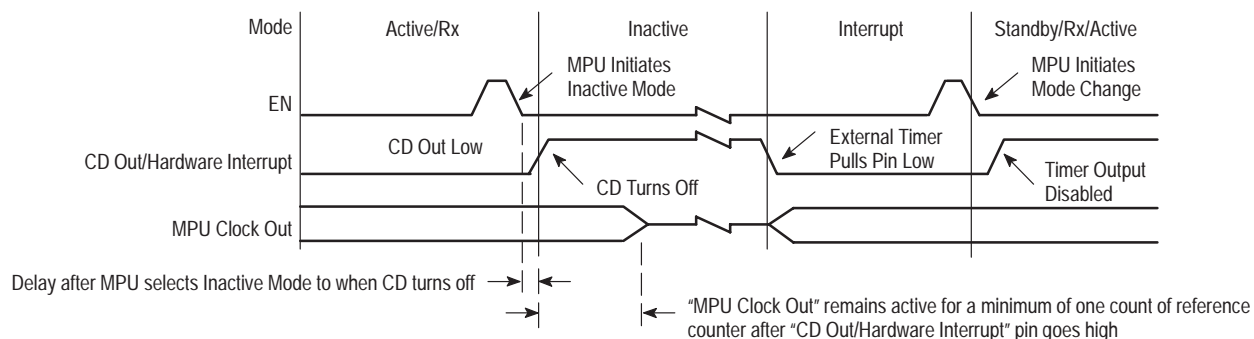 Mode
Active/Rx
Inactive
Interrupt
Standby/Rx/Active
EN
MPU Initiates
Inactive Mode
MPU Initiates
Mode Change
CD Out/Hardware Interrupt
CD Out Low
CD Turns Off
External Timer
Pulls Pin Low
Timer Output
Disabled
MPU Clock Out
Delay after MPU selects Inactive Mode to when CD turns off
"MPU Clock Out" remains active for a minimum of one count of reference
counter after "CD Out/Hardware Interrupt" pin goes high